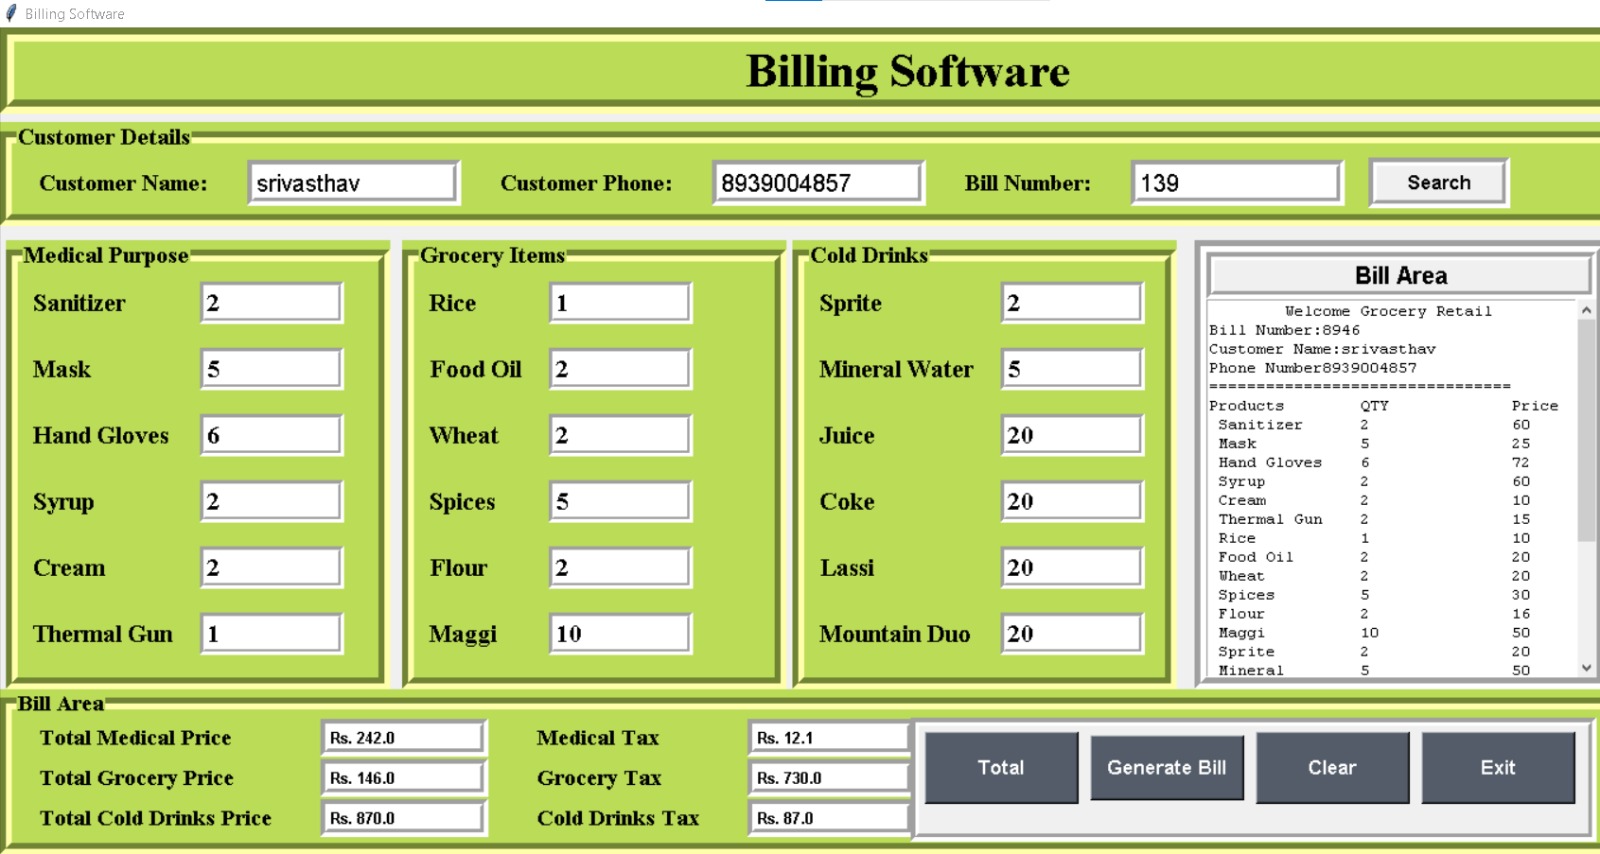 Billing Software
Billing Software
Customer Details
Customer Name: srivasthav Customer Phone: 8939004857 Bill Number: 139 Search
Medical Purpose
Sanitizer 2
Mask 5
Hand Gloves 6
Syrup 2
Cream 2
Thermal Gun 1
Grocery Items
Rice 1
Food Oil 2
Wheat 2
Spices 5
Flour 2
Maggi 10
Cold Drinks
Sprite 2
Mineral Water 5
Juice 20
Coke 20
Lassi 20
Mountain Duo 20
Bill Area
Welcome Grocery Retail
Bill Number:8946
Customer Name:srivasthav
Phone Number8939004857
================================
Products QTY Price
Sanitizer 2 60
Mask 5 25
Hand Gloves 6 72
Syrup 2 60
Cream 2 10
Thermal Gun 2 15
Rice 1 10
Food Oil 2 20
Wheat 2 20
Spices 5 30
Flour 2 16
Maggi 10 50
Sprite 2 20
Mineral 5 50
Bill Area
Total Medical Price Rs. 242.0 Medical Tax Rs. 12.1
Total Grocery Price Rs. 146.0 Grocery Tax Rs. 730.0
Total Cold Drinks Price Rs. 870.0 Cold Drinks Tax Rs. 87.0
Total Generate Bill Clear Exit